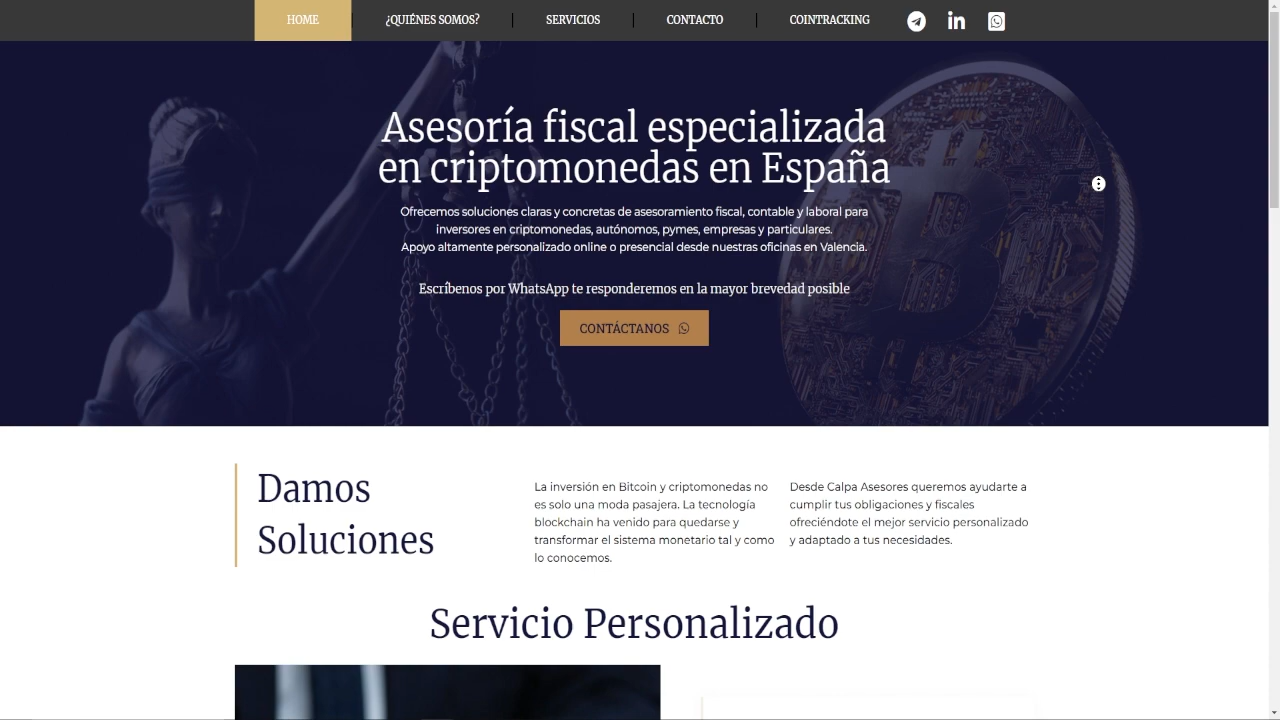 HOME
¿QUIÉNES SOMOS?
SERVICIOS
CONTACTO
COINTRACKING
Asesoría fiscal especializada
en criptomonedas en España
Ofrecemos soluciones claras y concretas de asesoramiento fiscal, contable y laboral para
inversores en criptomonedas, autónomos, pymes, empresas y particulares.
Apoyo altamente personalizado online o presencial desde nuestras oficinas en Valencia.
Escríbenos por WhatsApp te responderemos en la mayor brevedad posible
CONTÁCTANOS
Damos
Soluciones
La inversión en Bitcoin y criptomonedas no
es solo una moda pasajera. La tecnología
blockchain ha venido para quedarse y
transformar el sistema monetario tal y como
lo conocemos.
Desde Calpa Asesores queremos ayudarte a
cumplir tus obligaciones y fiscales
ofreciéndote el mejor servicio personalizado
y adaptado a tus necesidades.
Servicio Personalizado